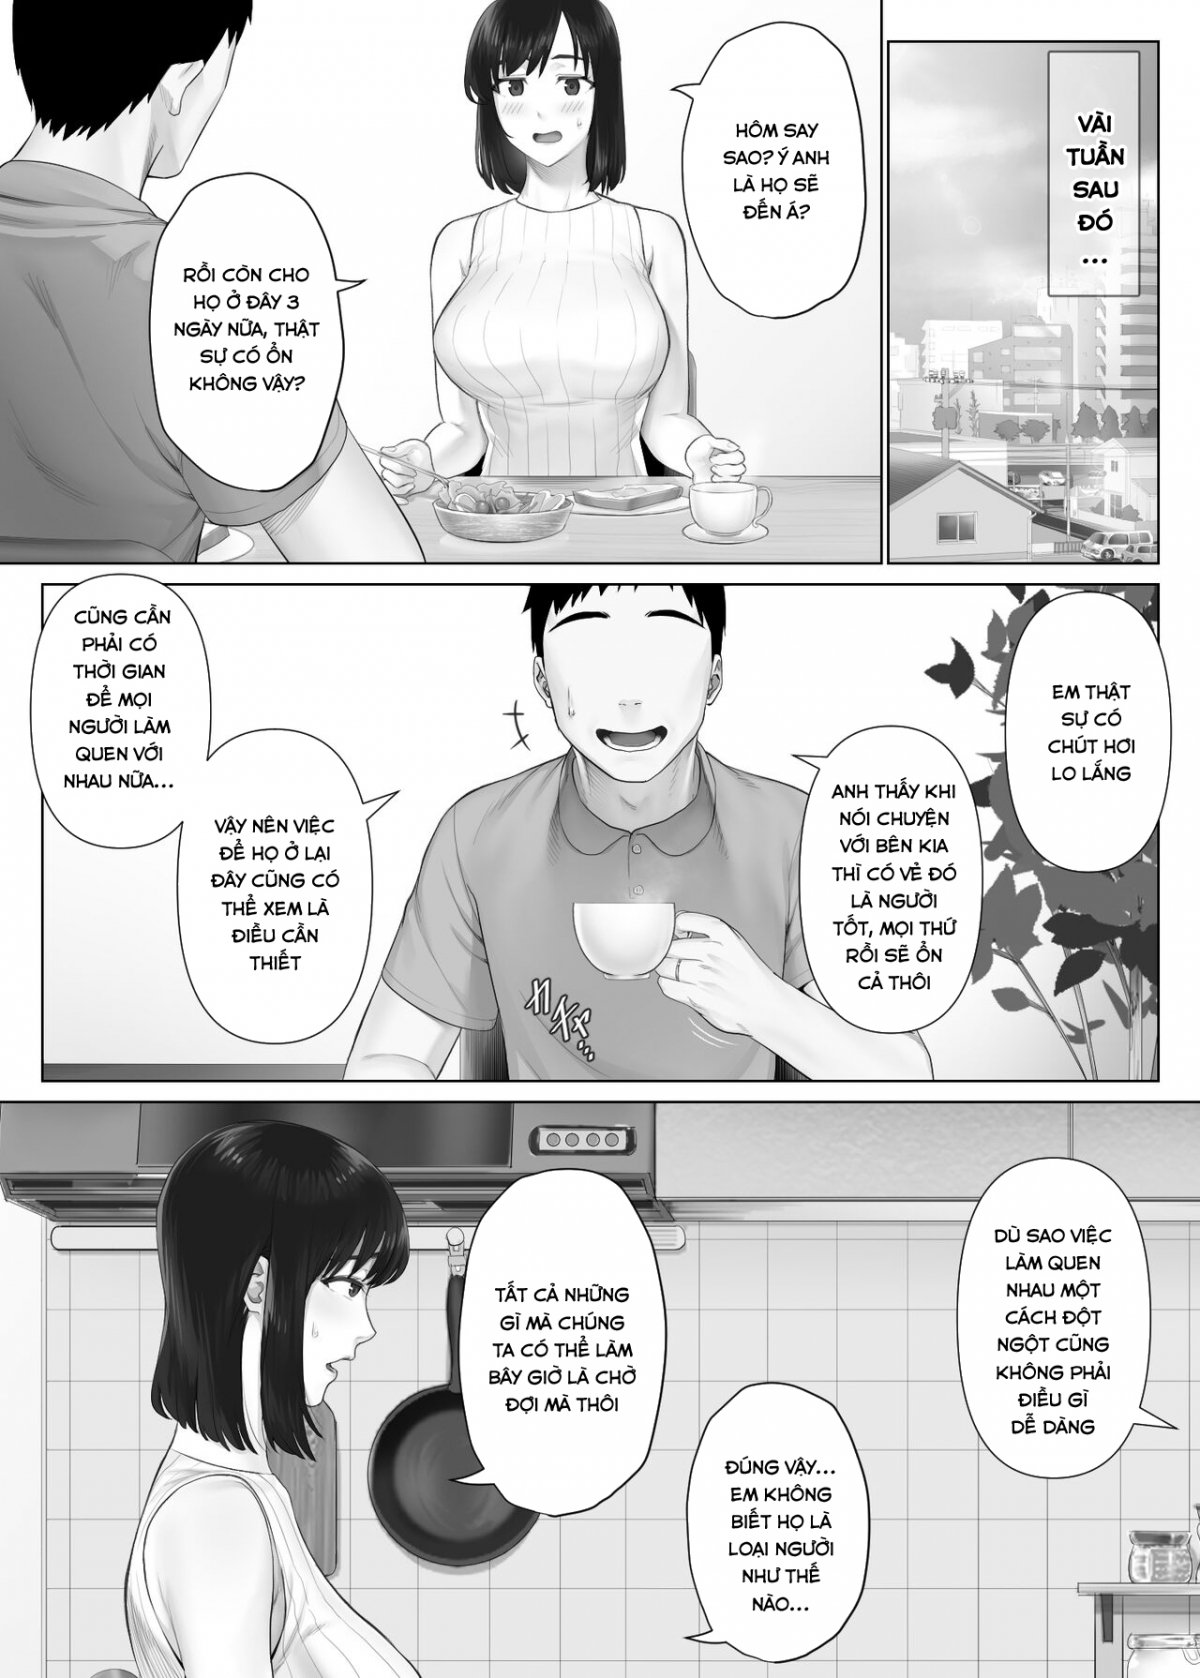 VÀI
TUẦN
SAU
ĐÓ
...
HÔM SAY
SAO? Ý ANH
LÀ HỌ SẼ
ĐẾN Á?
RỒI CÒN CHO
HỌ Ở ĐÂY 3
NGÀY NỮA, THẬT
SỰ CÓ ỔN
KHÔNG VẬY?
EM THẬT
SỰ CÓ
CHÚT HƠI
LO LẮNG
ANH THẤY KHI
NÓI CHUYỆN
VỚI BÊN KIA
THÌ CÓ VẺ ĐÓ
LÀ NGƯỜI
TỐT, MỌI THỨ
RỒI SẼ ỔN
CẢ THÔI
CŨNG CẦN
PHẢI CÓ
THỜI GIAN
ĐỂ MỌI
NGƯỜI LÀM
QUEN VỚI
NHAU NỮA...
VẬY NÊN VIỆC
ĐỂ HỌ Ở LẠI
ĐÂY CŨNG CÓ
THỂ XEM LÀ
ĐIỀU CẦN
THIẾT
カチャ...
DÙ SAO VIỆC
LÀM QUEN
NHAU MỘT
CÁCH ĐỘT
NGỘT CŨNG
KHÔNG PHẢI
ĐIỀU GÌ
DỄ DÀNG
TẤT CẢ NHỮNG
GÌ MÀ CHÚNG
TA CÓ THỂ LÀM
BÂY GIỜ LÀ CHỜ
ĐỢI MÀ THÔI
ĐÚNG VẬY...
EM KHÔNG
BIẾT HỌ LÀ
LOẠI NGƯỜI
NHƯ THẾ
NÀO...